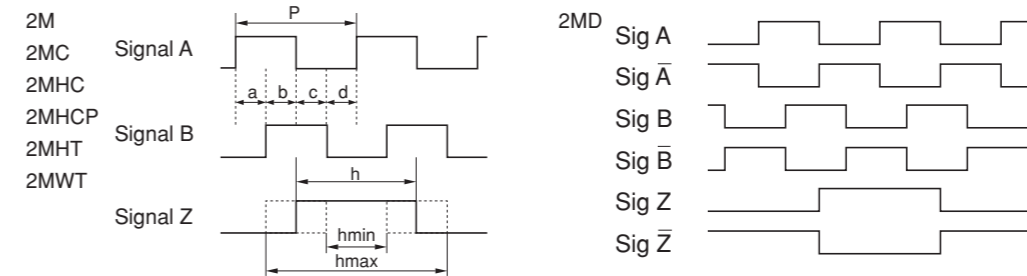 2M
2MC
2MHC
2MHCP
2MHT
2MWT
P
Signal A
a b c d
Signal B
h
Signal Z
hmin
hmax
2MD
Sig A
Sig A̅
Sig B
Sig B̅
Sig Z
Sig Z̅